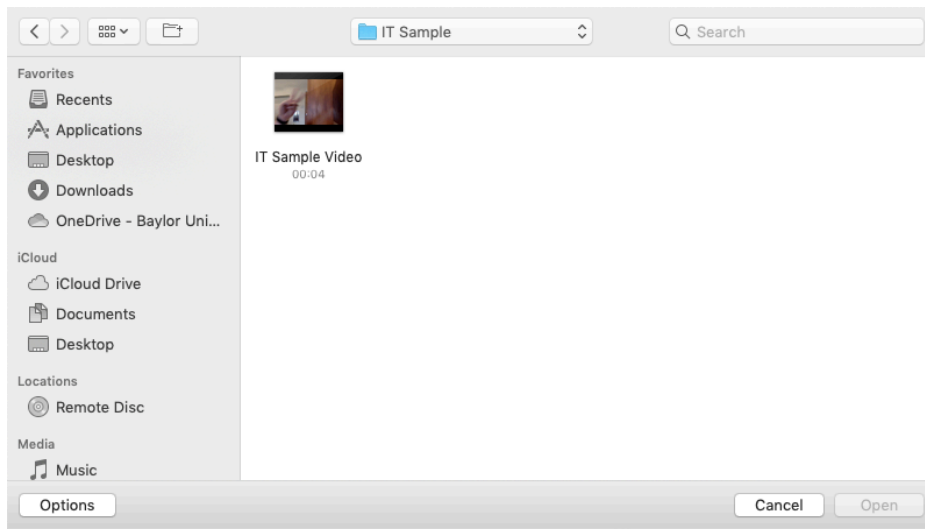 IT Sample
Search
Favorites
Recents
Applications
Desktop
Downloads
OneDrive - Baylor Uni...
iCloud
iCloud Drive
Documents
Desktop
Locations
Remote Disc
Media
Music
IT Sample Video
00:04
Options
Cancel
Open